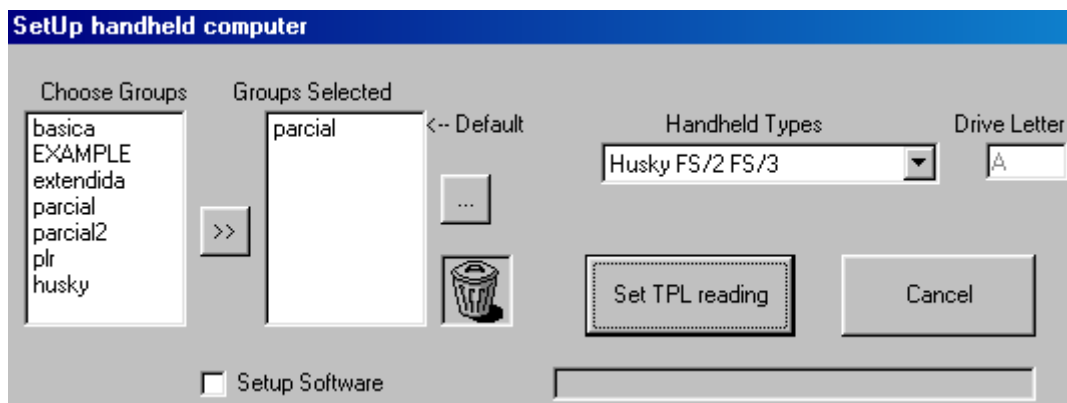 SetUp handheld computer
Choose Groups
Groups Selected
basica
EXAMPLE
extendida
parcial
parcial2
plr
husky
>>
parcial
<-- Default
...
Handheld Types
Husky FS/2 FS/3
Drive Letter
A
Set TPL reading
Cancel
Setup Software